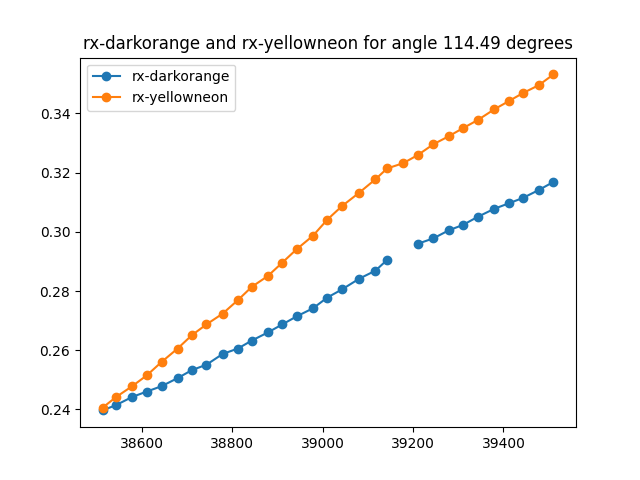 rx-darkorange and rx-yellowneon for angle 114.49 degrees
rx-darkorange
rx-yellowneon
0.34
0.32
0.30
0.28
0.26
0.24
38600 38800 39000 39200 39400